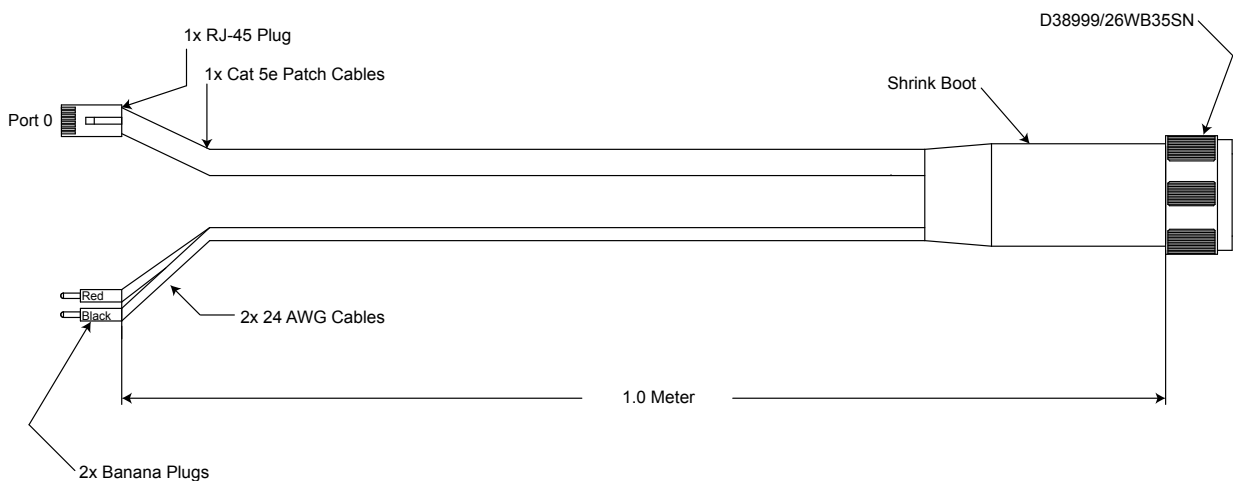 D38999/26WB35SN
1x RJ-45 Plug
1x Cat 5e Patch Cables
Shrink Boot
Port 0
Red
Black
2x 24 AWG Cables
1.0 Meter
2x Banana Plugs